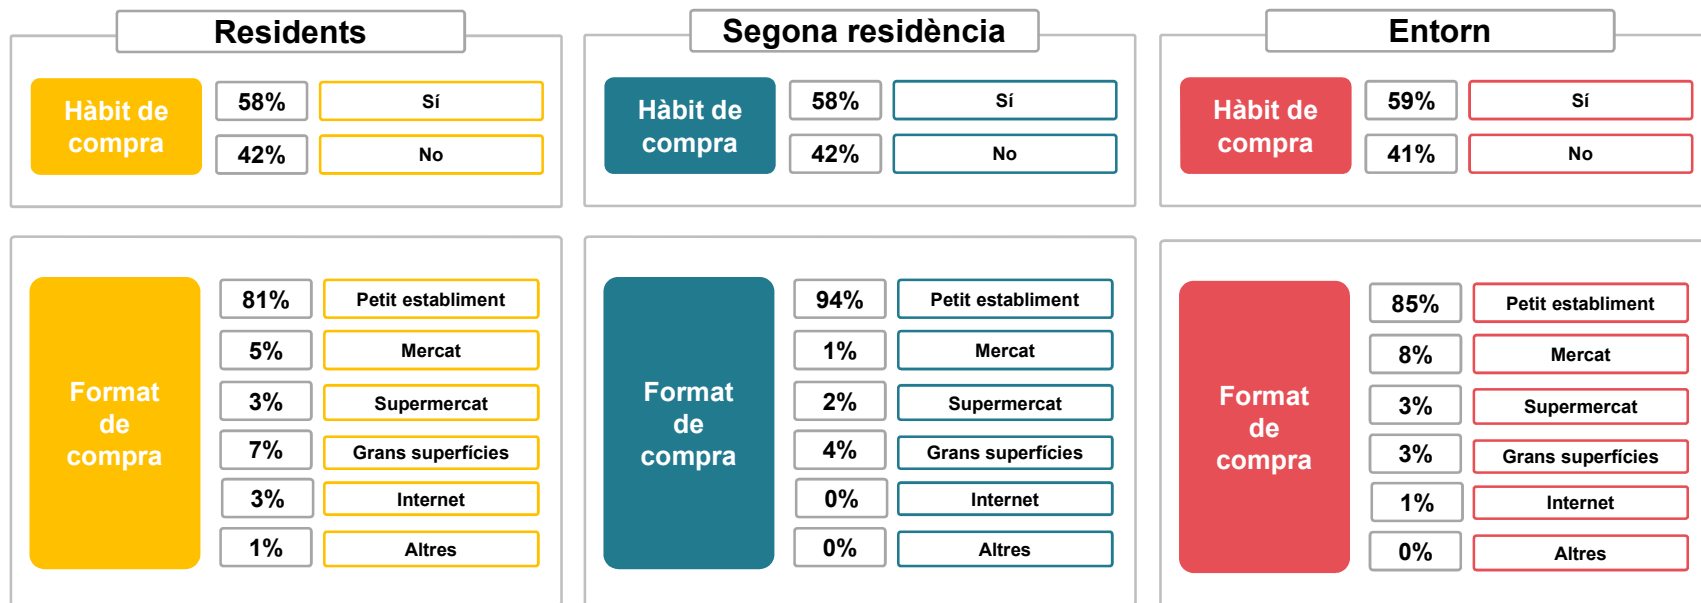 Residents
Hàbit de
compra
58%
Sí
42%
No
Format
de
compra
81%
Petit establiment
5%
Mercat
3%
Supermercat
7%
Grans superfícies
3%
Internet
1%
Altres
Segona residència
Hàbit de
compra
58%
Sí
42%
No
Format
de
compra
94%
Petit establiment
1%
Mercat
2%
Supermercat
4%
Grans superfícies
0%
Internet
0%
Altres
Entorn
Hàbit de
compra
59%
Sí
41%
No
Format
de
compra
85%
Petit establiment
8%
Mercat
3%
Supermercat
3%
Grans superfícies
1%
Internet
0%
Altres